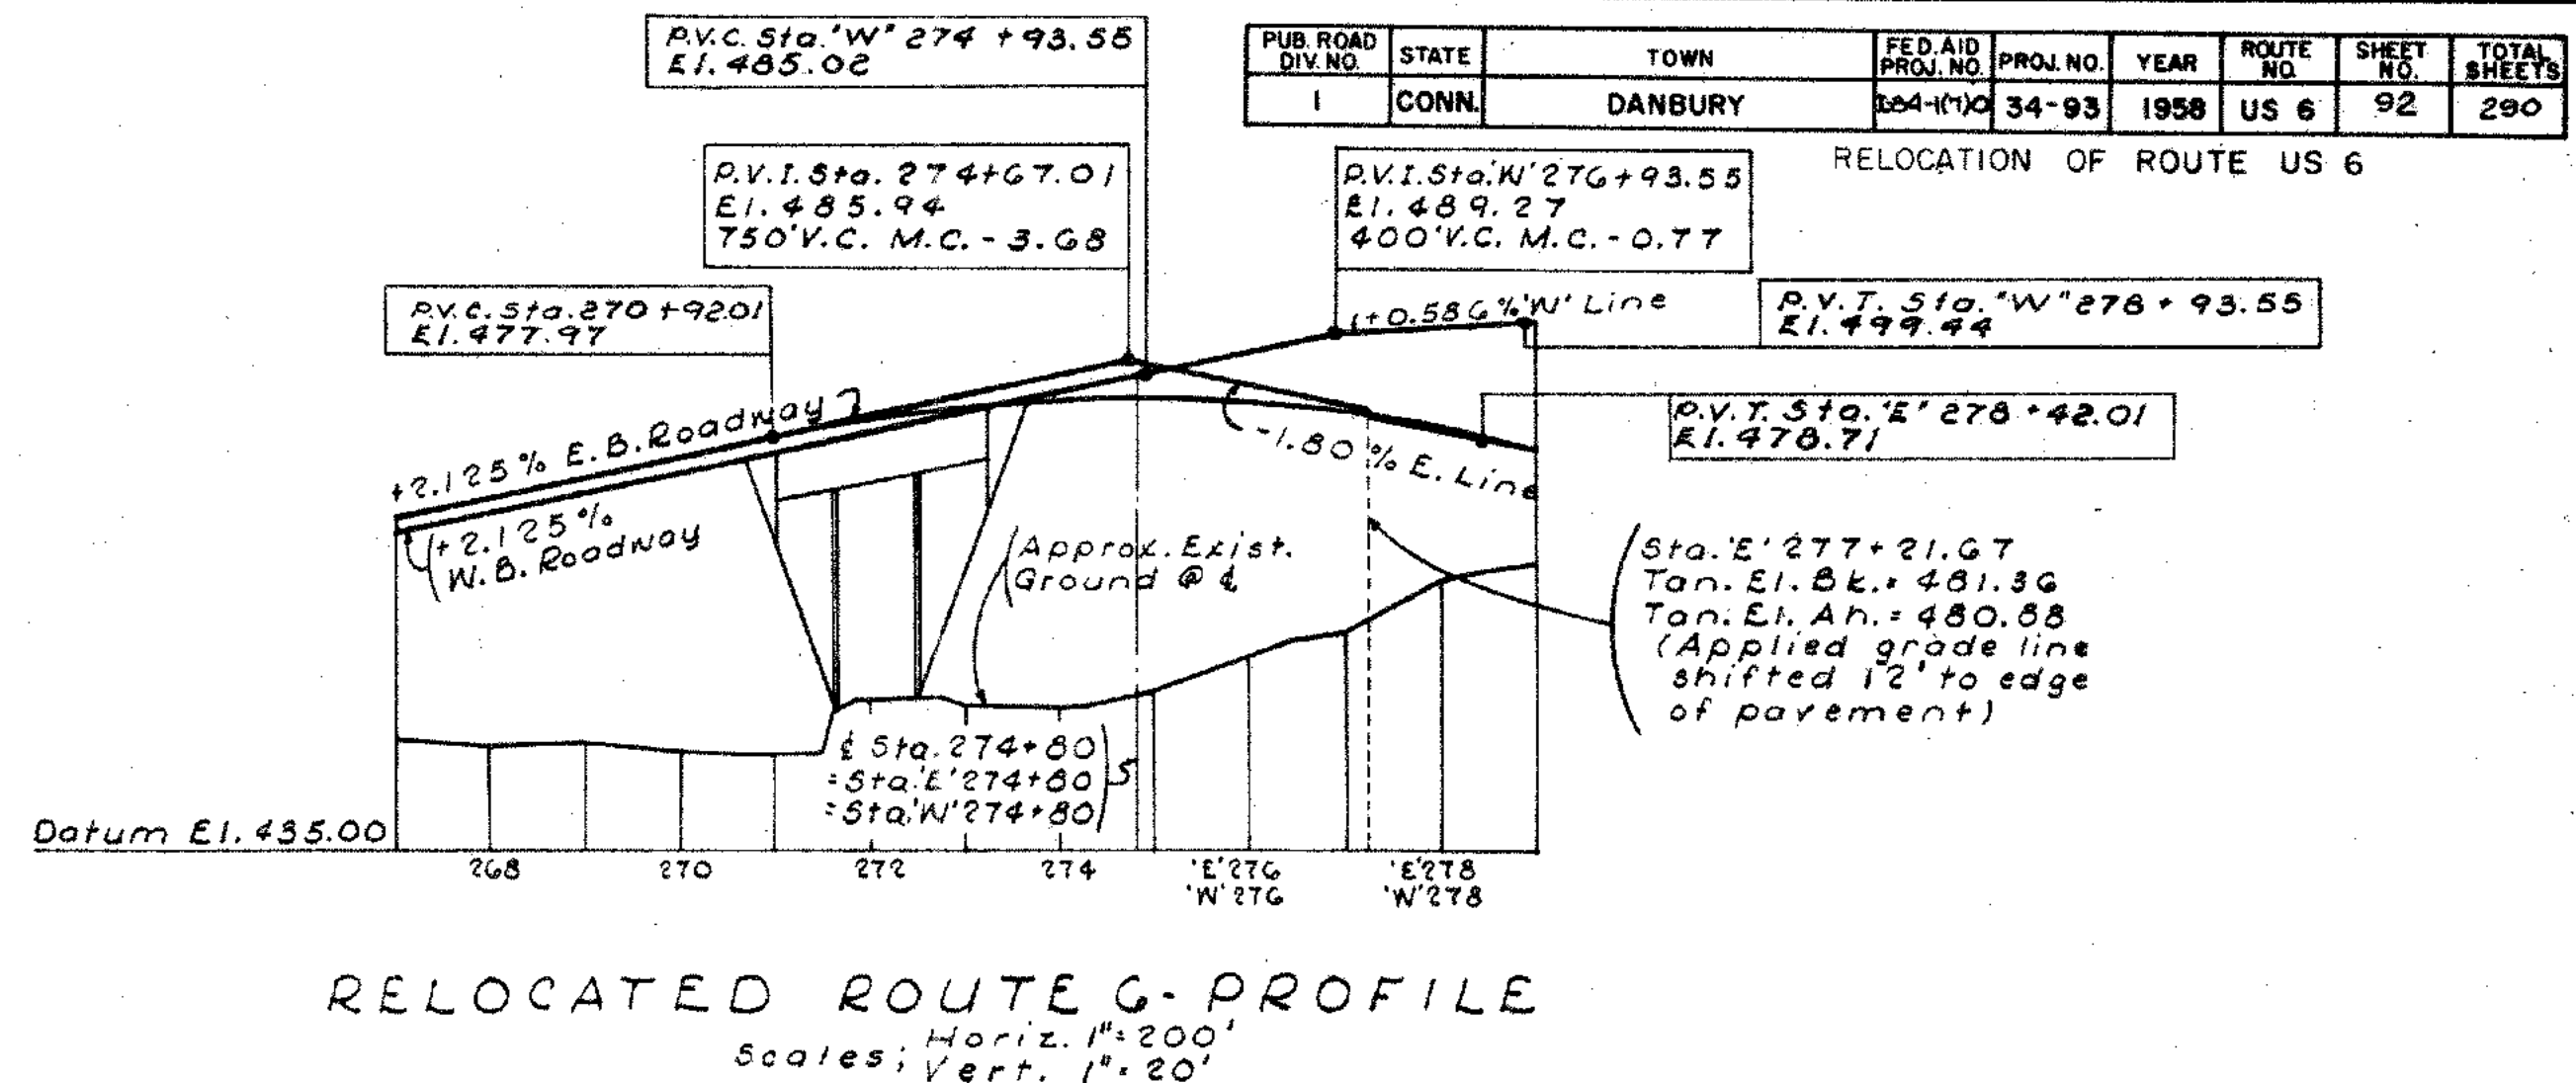 P.V.C. Sta. "W" 274 + 93.55
El. 485.02
PUB. ROAD DIV. NO.
STATE
TOWN
FED. AID PROJ. NO.
PROJ. NO.
YEAR
ROUTE NO.
SHEET NO.
TOTAL SHEETS
1
CONN.
DANBURY
34-93
1958
US 6
92
290
RELOCATION OF ROUTE US 6
P.V.I. Sta. 274+67.01
El. 485.94
750' V.C. M.C. - 3.68
P.V.I. Sta. 'W' 276+93.55
El. 489.27
400' V.C. M.C. - 0.77
P.V.C. Sta. 270 + 92.01
El. 477.97
+0.586% 'W' Line
P.V.T. Sta. "W" 278 + 93.55
El. 499.44
P.V.T. Sta. 'E' 278 + 42.01
El. 478.71
+2.125% E.B. Roadway
+2.125%
W.B. Roadway
-1.80% E. Line
Approx. Exist.
Ground @ ℄
Sta. 'E' 277+21.67
Tan. El. Bk. = 481.36
Tan. El. Ah. = 480.88
(Applied grade line
shifted 12' to edge
of pavement)
℄ Sta. 274+80
= Sta. 'E' 274+80
= Sta. 'W' 274+80
Datum El. 435.00
268 270 272 274 'E' 276 'E' 278
'W' 276 'W' 278
RELOCATED ROUTE 6 - PROFILE
Scales; Horiz. 1" = 200'
Vert. 1" = 20'